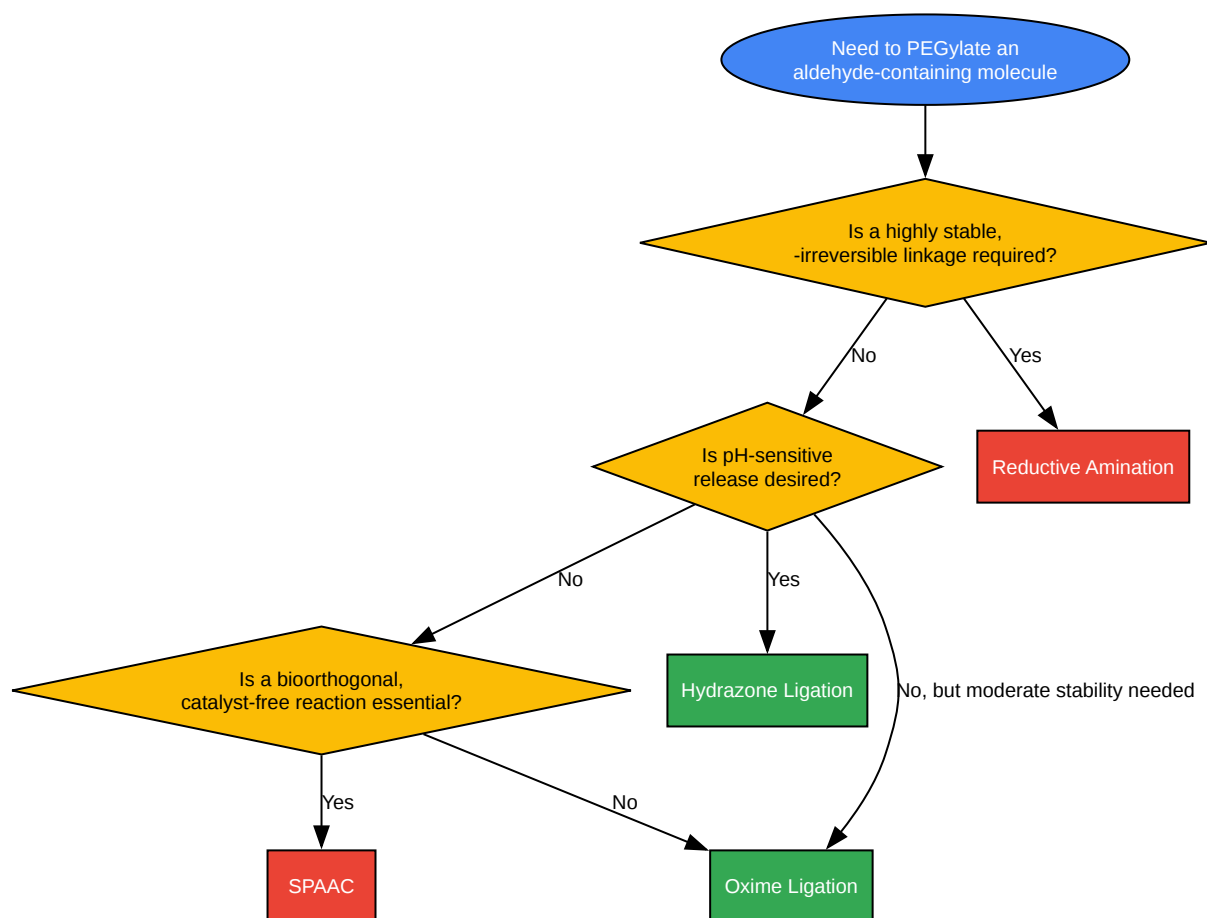 Need to PEGylate an
aldehyde-containing molecule
Is a highly stable,
-irreversible linkage required?
No
Yes
Is pH-sensitive
release desired?
Reductive Amination
No
Yes
Is a bioorthogonal,
catalyst-free reaction essential?
Hydrazone Ligation
No, but moderate stability needed
Yes
No
SPAAC
Oxime Ligation